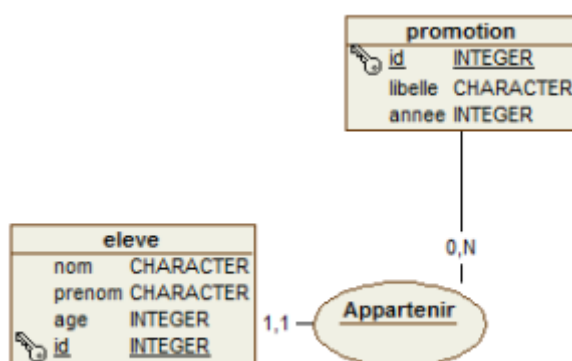 promotion
id INTEGER
libelle CHARACTER
annee INTEGER
0,N
eleve
nom CHARACTER
prenom CHARACTER
age INTEGER
id INTEGER
1,1
Appartenir